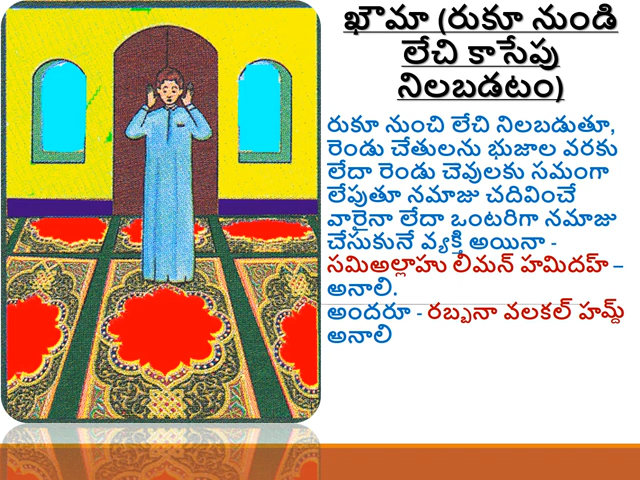 ఖౌమా (రుకూ నుండి
లేచి కాసేపు
నిలబడటం)
రుకూ నుంచి లేచి నిలబడుతూ,
రెండు చేతులను భుజాల వరకు
లేదా రెండు చెవులకు సమంగా
లేపుతూ నమాజు చదివించే
వారైనా లేదా ఒంటరిగా నమాజు
చేసుకునే వ్యక్తి అయినా -
సమిఅల్లాహు లిమన్ హమిదహ్ –
అనాలి.
అందరూ - రబ్బనా వలకల్ హమ్ద్
అనాలి